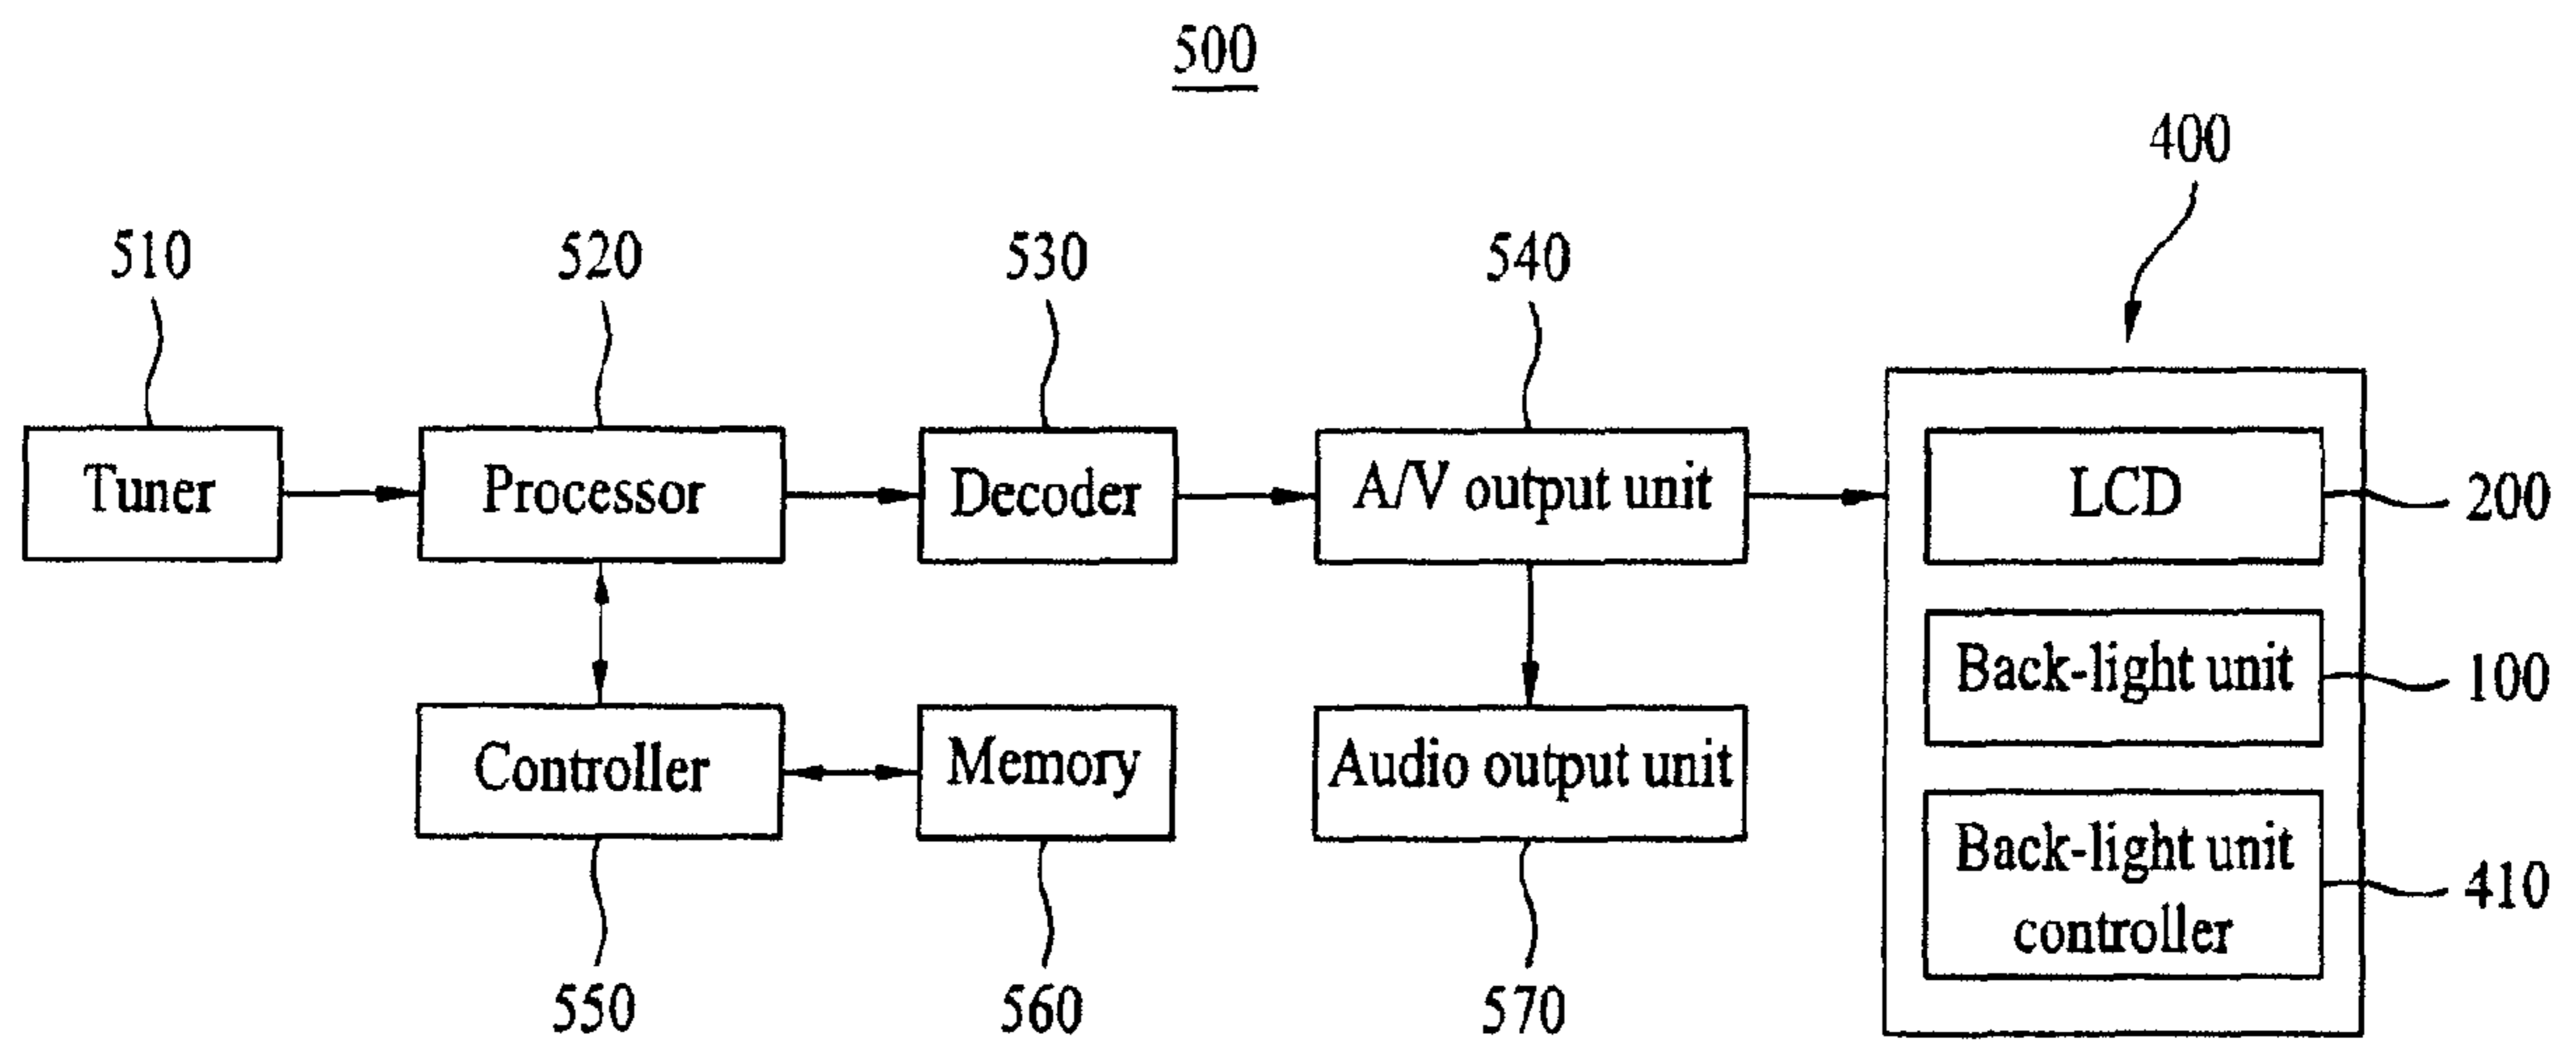 500
400
510
520
530
540
Tuner
Processor
Decoder
A/V output unit
LCD
200
Back-light unit
100
Controller
Memory
Audio output unit
Back-light unit
controller
410
550
560
570